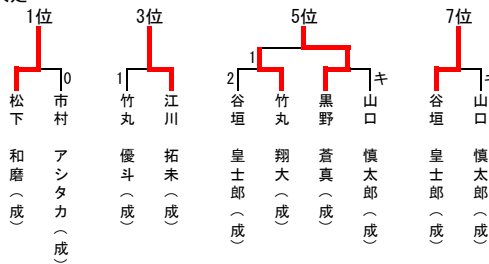 1位 3位 5位 7位
0 1 1 2 キ キ
松下 和磨（成）
市村 アシタカ（成）
竹丸 優斗（成）
江川 拓未（成）
谷垣 皇士郎（成）
竹丸 翔大（成）
黒野 蒼真（成）
山口 慎太郎（成）
谷垣 皇士郎（成）
山口 慎太郎（成）